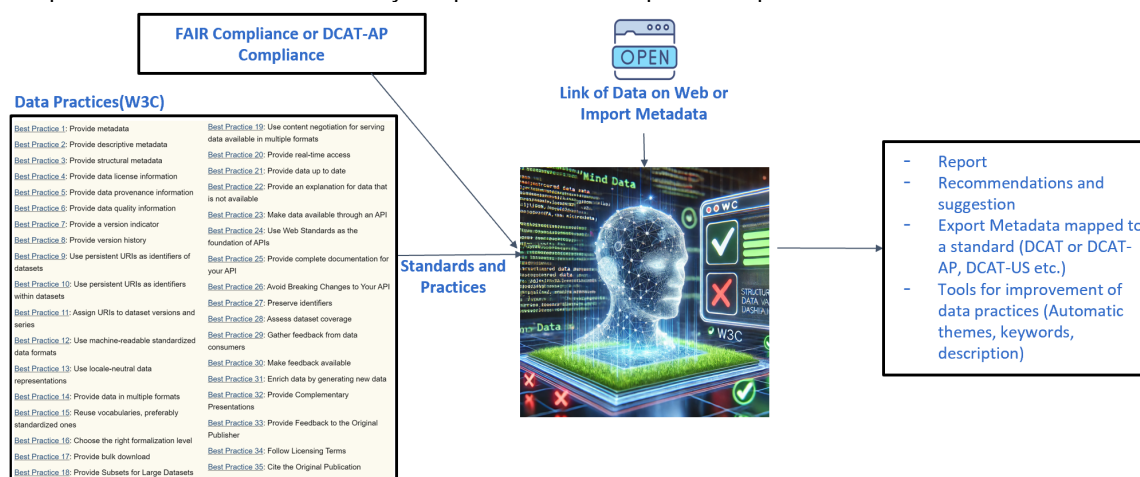 FAIR Compliance or DCAT-AP
Compliance
OPEN
Link of Data on Web or
Import Metadata
Data Practices(W3C)
Best Practice 1: Provide metadata
Best Practice 2: Provide descriptive metadata
Best Practice 3: Provide structural metadata
Best Practice 4: Provide data license information
Best Practice 5: Provide data provenance information
Best Practice 6: Provide data quality information
Best Practice 7: Provide a version indicator
Best Practice 8: Provide version history
Best Practice 9: Use persistent URIs as identifiers of
datasets
Best Practice 10: Use persistent URIs as identifiers
within datasets
Best Practice 11: Assign URIs to dataset versions and
series
Best Practice 12: Use machine-readable standardized
data formats
Best Practice 13: Use locale-neutral data
representations
Best Practice 14: Provide data in multiple formats
Best Practice 15: Reuse vocabularies, preferably
standardized ones
Best Practice 16: Choose the right formalization level
Best Practice 17: Provide bulk download
Best Practice 18: Provide Subsets for Large Datasets
Best Practice 19: Use content negotiation for serving
data available in multiple formats
Best Practice 20: Provide real-time access
Best Practice 21: Provide data up to date
Best Practice 22: Provide an explanation for data that
is not available
Best Practice 23: Make data available through an API
Best Practice 24: Use Web Standards as the
foundation of APIs
Best Practice 25: Provide complete documentation for
your API
Best Practice 26: Avoid Breaking Changes to Your API
Best Practice 27: Preserve identifiers
Best Practice 28: Assess dataset coverage
Best Practice 29: Gather feedback from data
consumers
Best Practice 30: Make feedback available
Best Practice 31: Enrich data by generating new data
Best Practice 32: Provide Complementary
Presentations
Best Practice 33: Provide Feedback to the Original
Publisher
Best Practice 34: Follow Licensing Terms
Best Practice 35: Cite the Original Publication
Standards and
Practices
Mind Data
W3C
Data
- Report
- Recommendations and
suggestion
- Export Metadata mapped to
a standard (DCAT or DCAT-
AP, DCAT-US etc.)
- Tools for improvement of
data practices (Automatic
themes, keywords,
description)